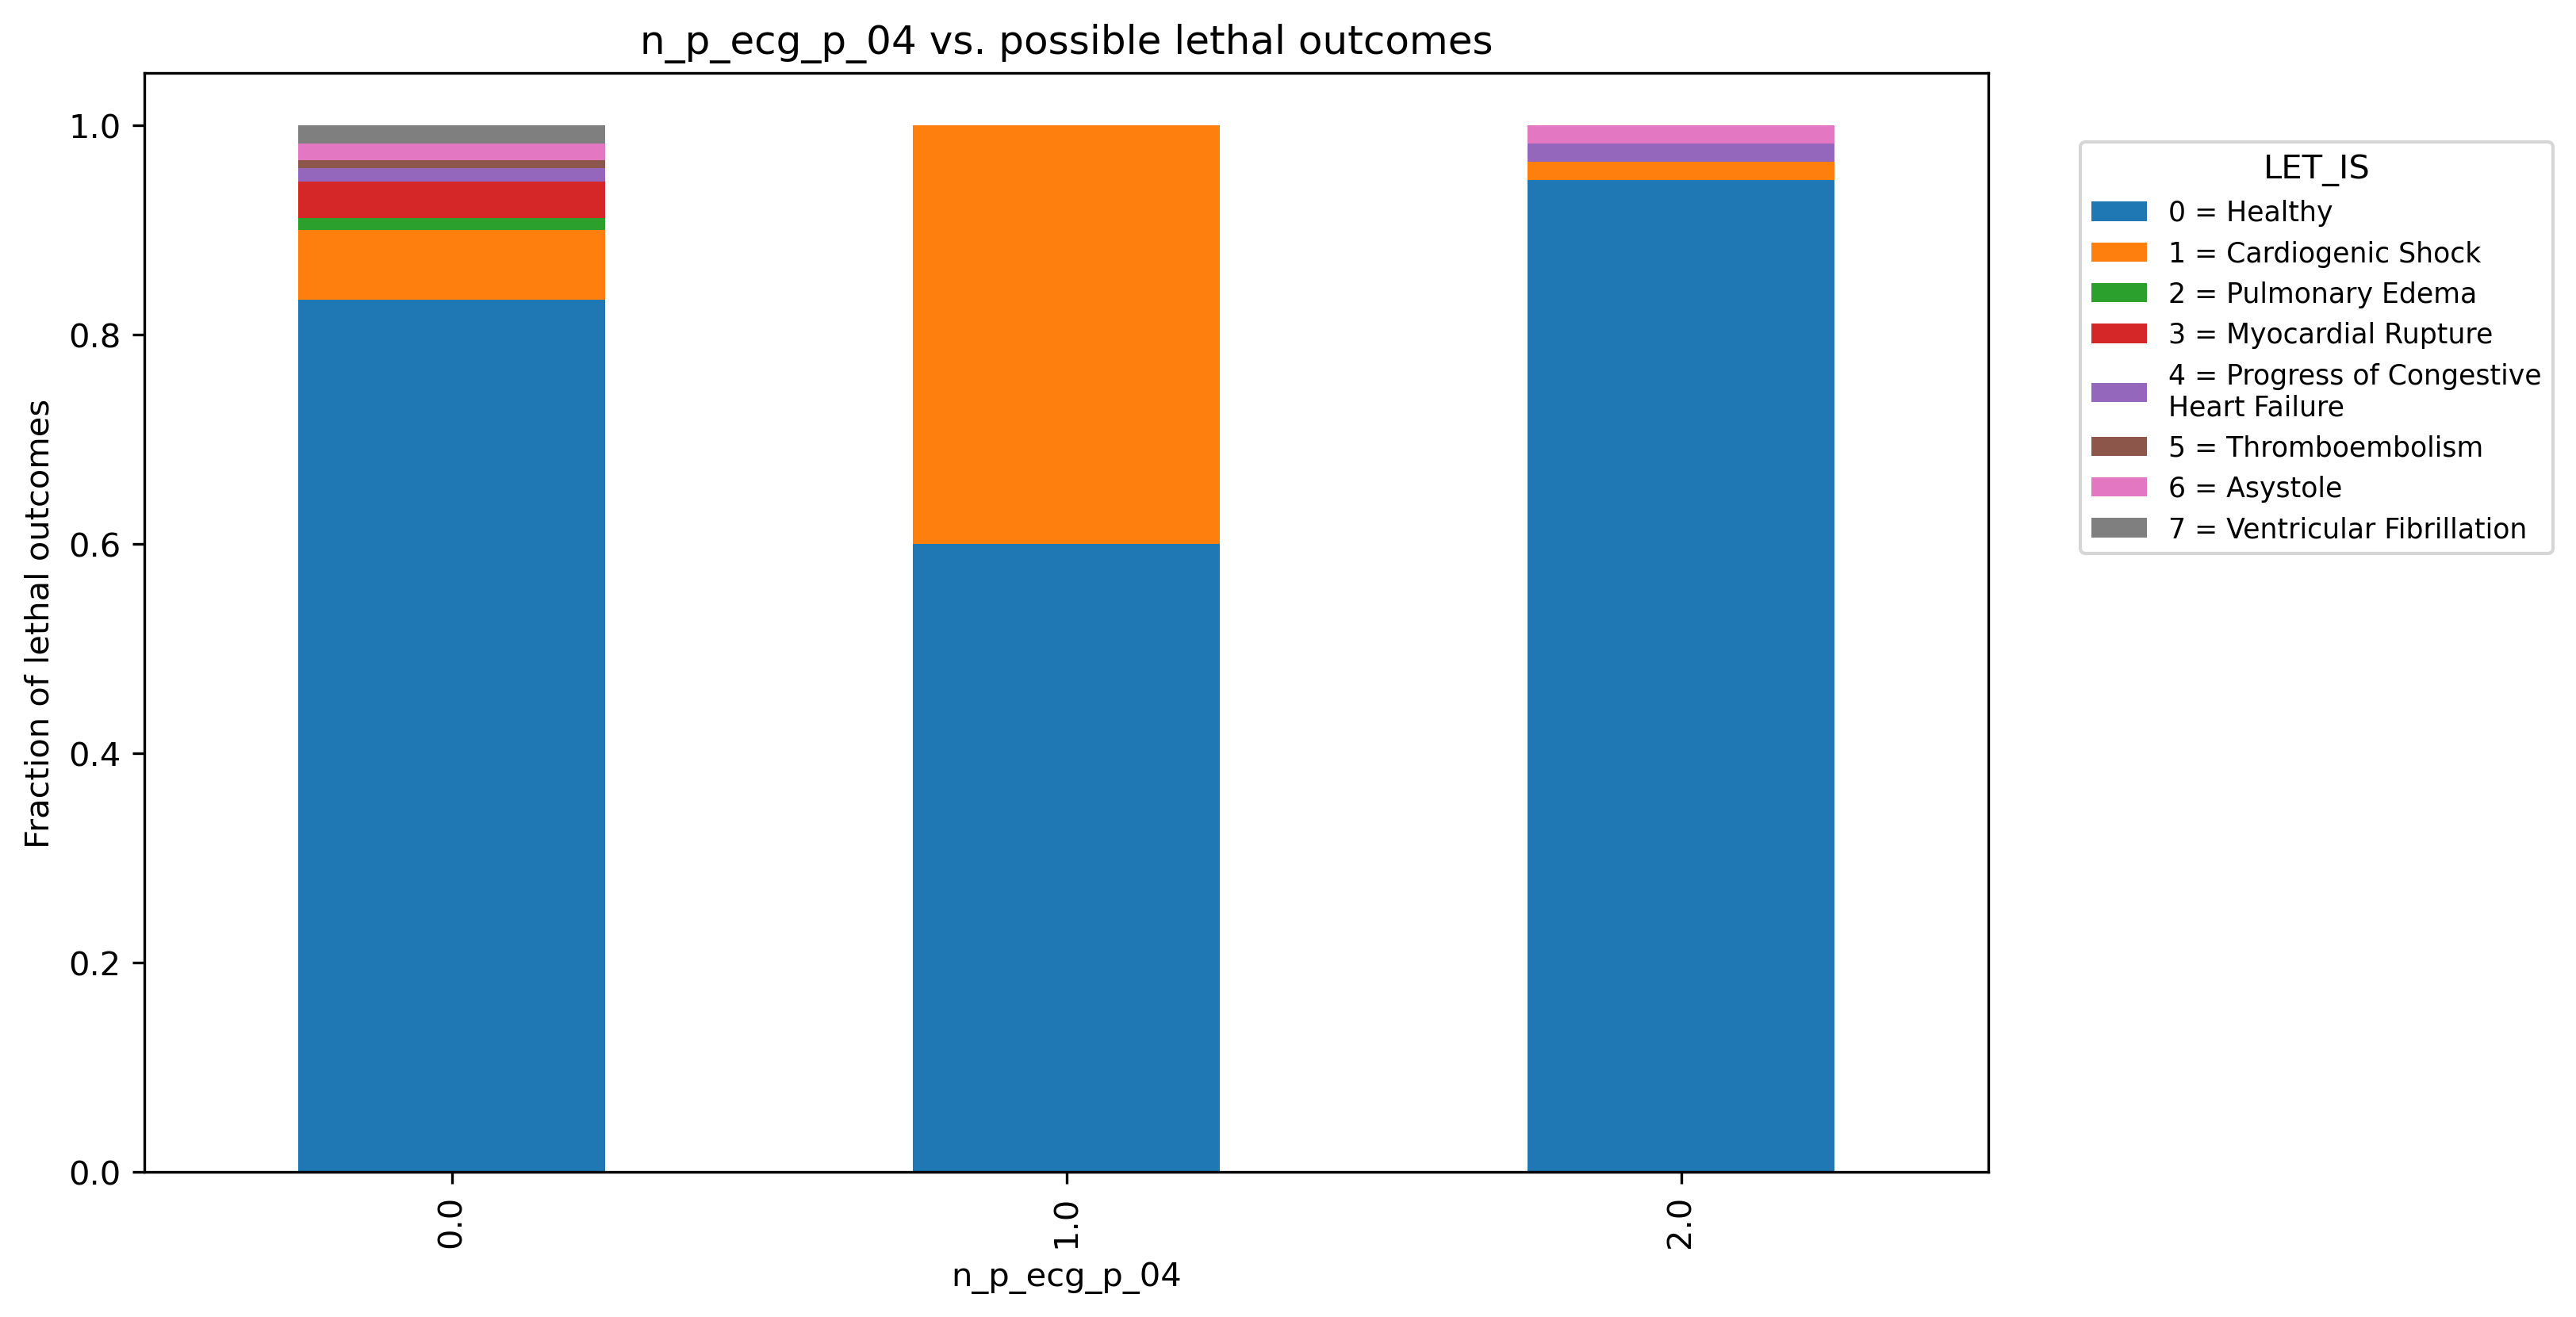 n_p_ecg_p_04 vs. possible lethal outcomes
Fraction of lethal outcomes
1.0
0.8
0.6
0.4
0.2
0.0
0.0
1.0
2.0
n_p_ecg_p_04
LET_IS
0 = Healthy
1 = Cardiogenic Shock
2 = Pulmonary Edema
3 = Myocardial Rupture
4 = Progress of Congestive
Heart Failure
5 = Thromboembolism
6 = Asystole
7 = Ventricular Fibrillation